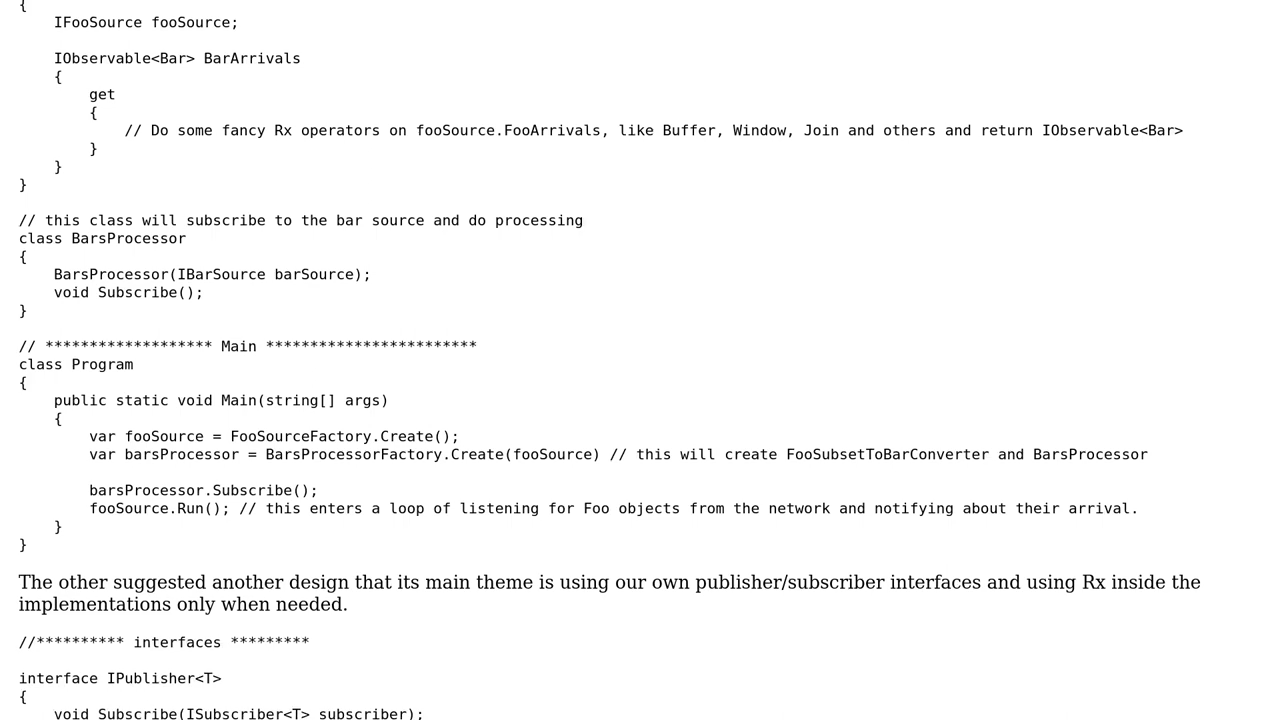 {
    IFooSource fooSource;
    IObservable<Bar> BarArrivals
    {
        get
        {
            // Do some fancy Rx operators on fooSource.FooArrivals, like Buffer, Window, Join and others and return IObservable<Bar>
        }
    }
}
// this class will subscribe to the bar source and do processing
class BarsProcessor
{
    BarsProcessor(IBarSource barSource);
    void Subscribe();
}
// ******************* Main ************************
class Program
{
    public static void Main(string[] args)
    {
        var fooSource = FooSourceFactory.Create();
        var barsProcessor = BarsProcessorFactory.Create(fooSource) // this will create FooSubsetToBarConverter and BarsProcessor
        barsProcessor.Subscribe();
        fooSource.Run(); // this enters a loop of listening for Foo objects from the network and notifying about their arrival.
    }
}
The other suggested another design that its main theme is using our own publisher/subscriber interfaces and using Rx inside the
implementations only when needed.
//********** interfaces *********
interface IPublisher<T>
{
    void Subscribe(ISubscriber<T> subscriber);